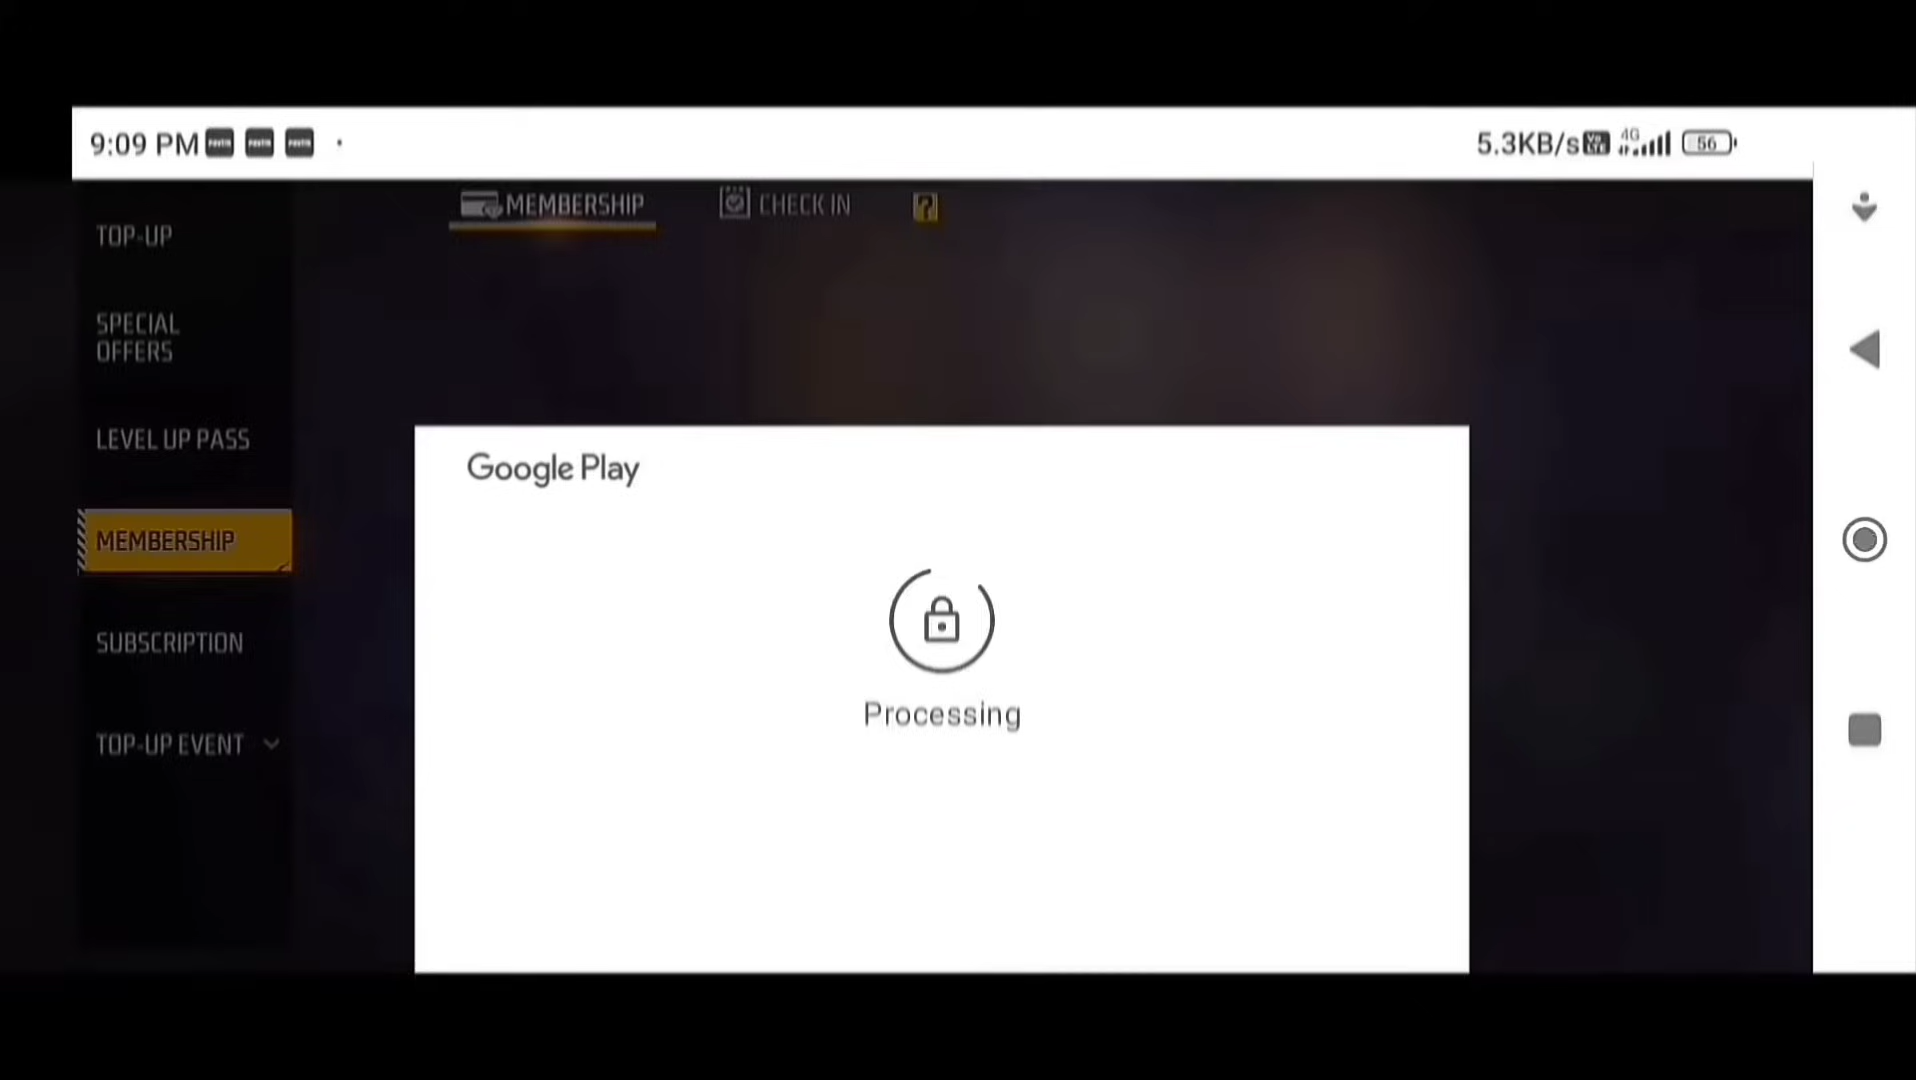 9:09 PM
5.3KB/s
4G
56
MEMBERSHIP
CHECK IN
?
TOP-UP
SPECIAL
OFFERS
LEVEL UP PASS
MEMBERSHIP
SUBSCRIPTION
TOP-UP EVENT
Google Play
Processing